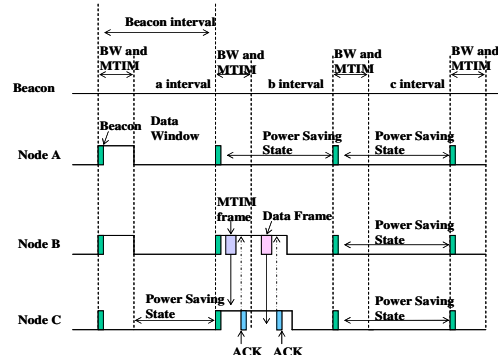 Beacon interval
BW and
MTIM
BW and
MTIM
BW and
MTIM
BW and
MTIM
a interval
b interval
c interval
Beacon
Beacon
Data
Window
Power Saving
State
Power Saving
State
Node A
MTIM
frame
Data Frame
Node B
Power Saving
State
Power Saving
State
Power Saving
State
Node C
ACK
ACK